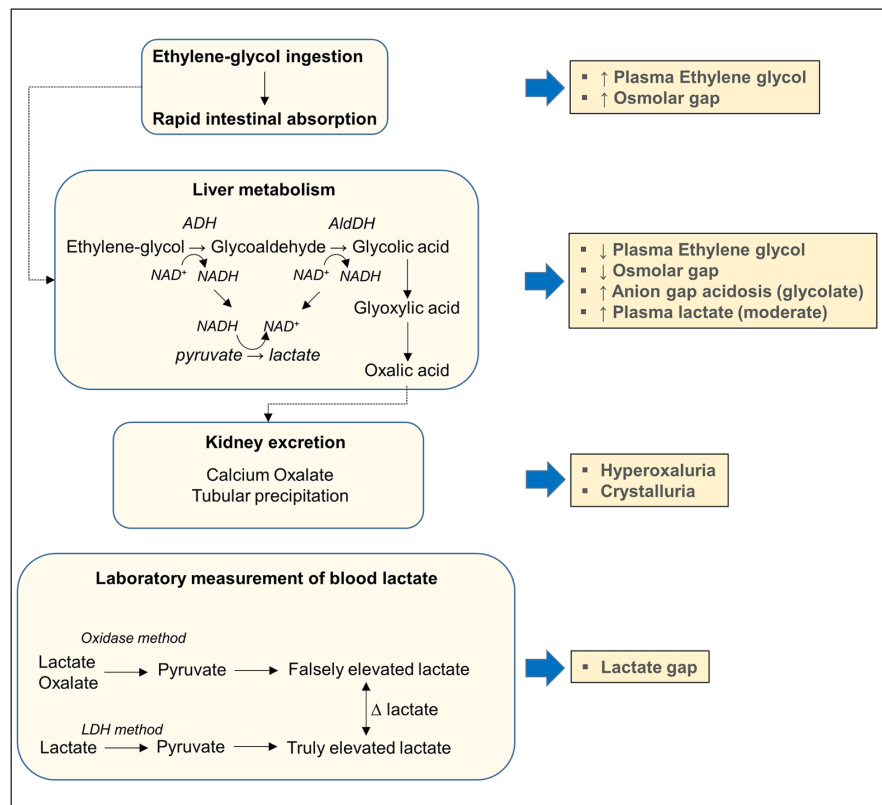 Ethylene-glycol ingestion
Rapid intestinal absorption
▪ ↑ Plasma Ethylene glycol
▪ ↑ Osmolar gap
Liver metabolism
ADH AldDH
Ethylene-glycol → Glycoaldehyde → Glycolic acid
NAD⁺ NADH NAD⁺ NADH
Glyoxylic acid
NADH NAD⁺
pyruvate → lactate
Oxalic acid
▪ ↓ Plasma Ethylene glycol
▪ ↓ Osmolar gap
▪ ↑ Anion gap acidosis (glycolate)
▪ ↑ Plasma lactate (moderate)
Kidney excretion
Calcium Oxalate
Tubular precipitation
▪ Hyperoxaluria
▪ Crystalluria
Laboratory measurement of blood lactate
Oxidase method
Lactate
Oxalate → Pyruvate → Falsely elevated lactate
Δ lactate
LDH method
Lactate → Pyruvate → Truly elevated lactate
▪ Lactate gap